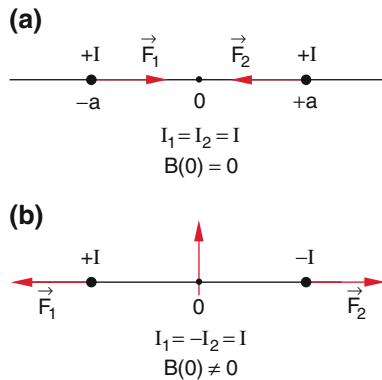 (a)
+I F⃗₁ F⃗₂ +I
−a 0 +a
I₁ = I₂ = I
B(0) = 0
(b)
+I −I
F⃗₁ 0 F⃗₂
I₁ = −I₂ = I
B(0) ≠ 0